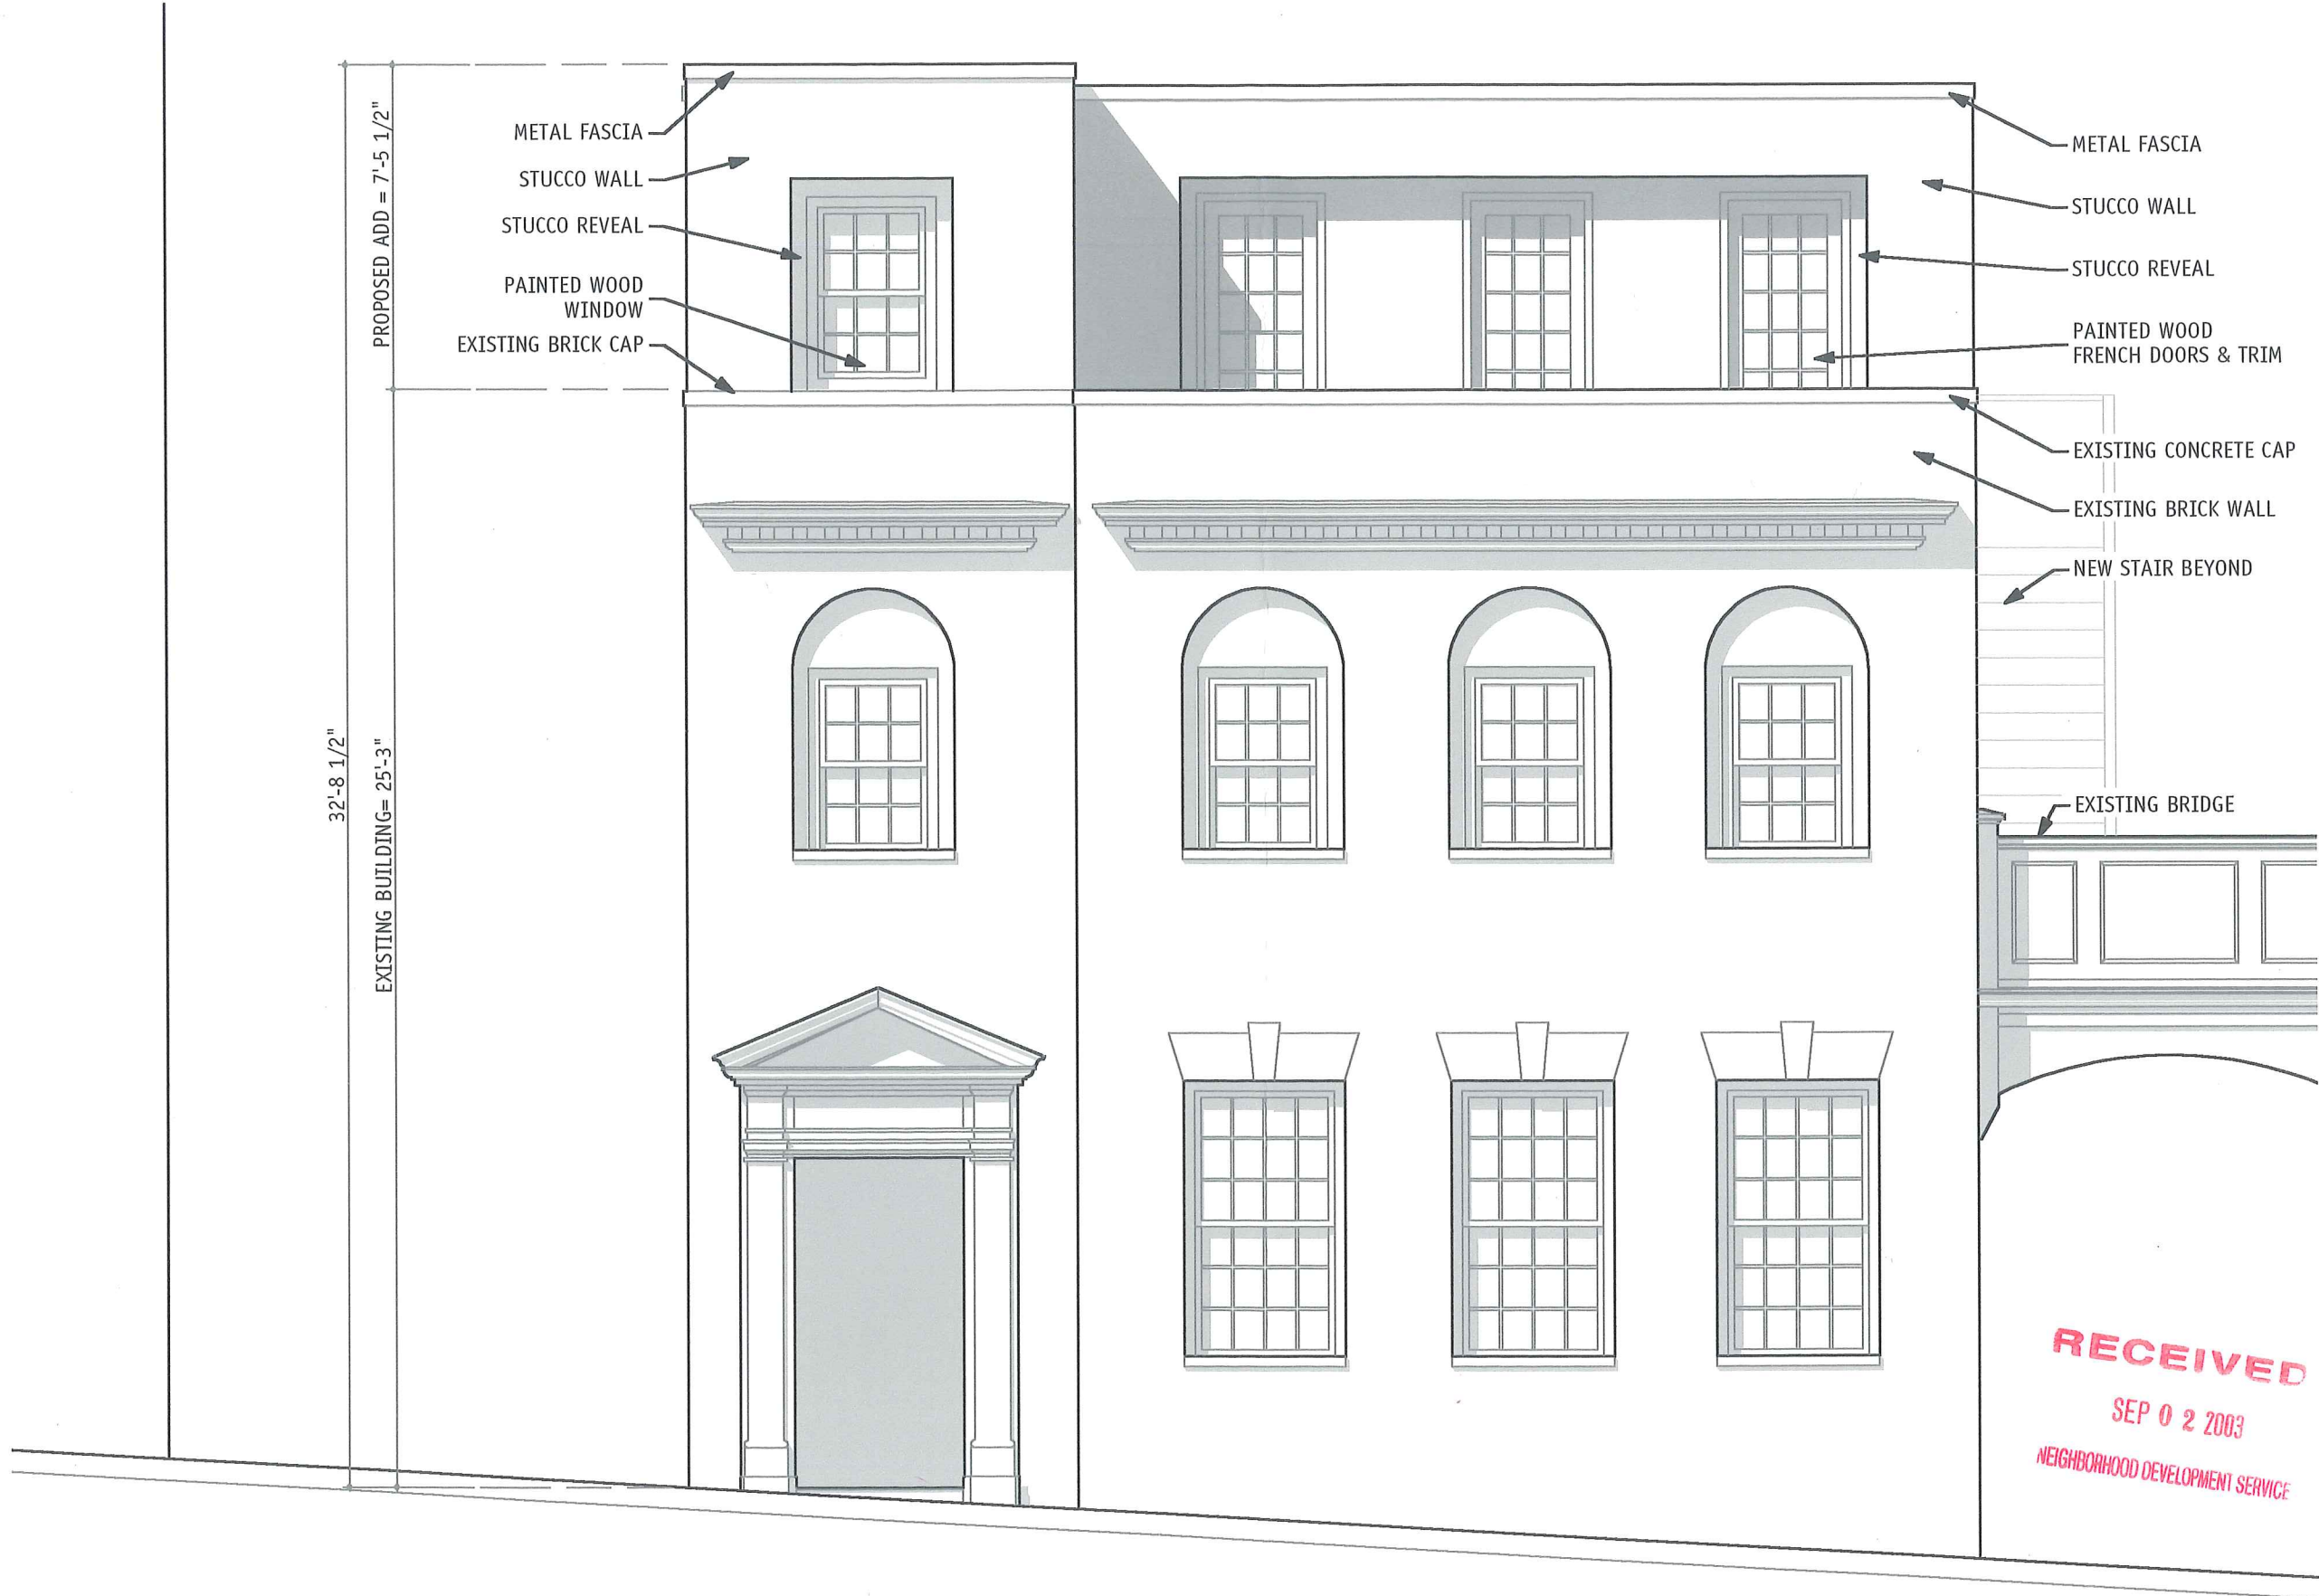 PROPOSED ADD = 7'-5 1/2"
32'-8 1/2"
EXISTING BUILDING= 25'-3"
METAL FASCIA
STUCCO WALL
STUCCO REVEAL
PAINTED WOOD
WINDOW
EXISTING BRICK CAP
METAL FASCIA
STUCCO WALL
STUCCO REVEAL
PAINTED WOOD
FRENCH DOORS & TRIM
EXISTING CONCRETE CAP
EXISTING BRICK WALL
NEW STAIR BEYOND
EXISTING BRIDGE
RECEIVED
SEP 0 2 2003
NEIGHBORHOOD DEVELOPMENT SERVICE